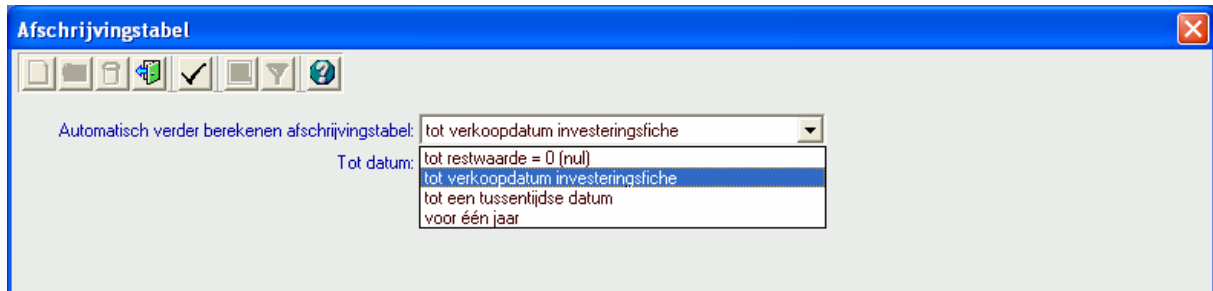 Afschrijvingstabel
Automatisch verder berekenen afschrijvingstabel: tot verkoopdatum investeringsfiche
Tot datum: tot restwaarde = 0 (nul)
tot verkoopdatum investeringsfiche
tot een tussentijdse datum
voor één jaar